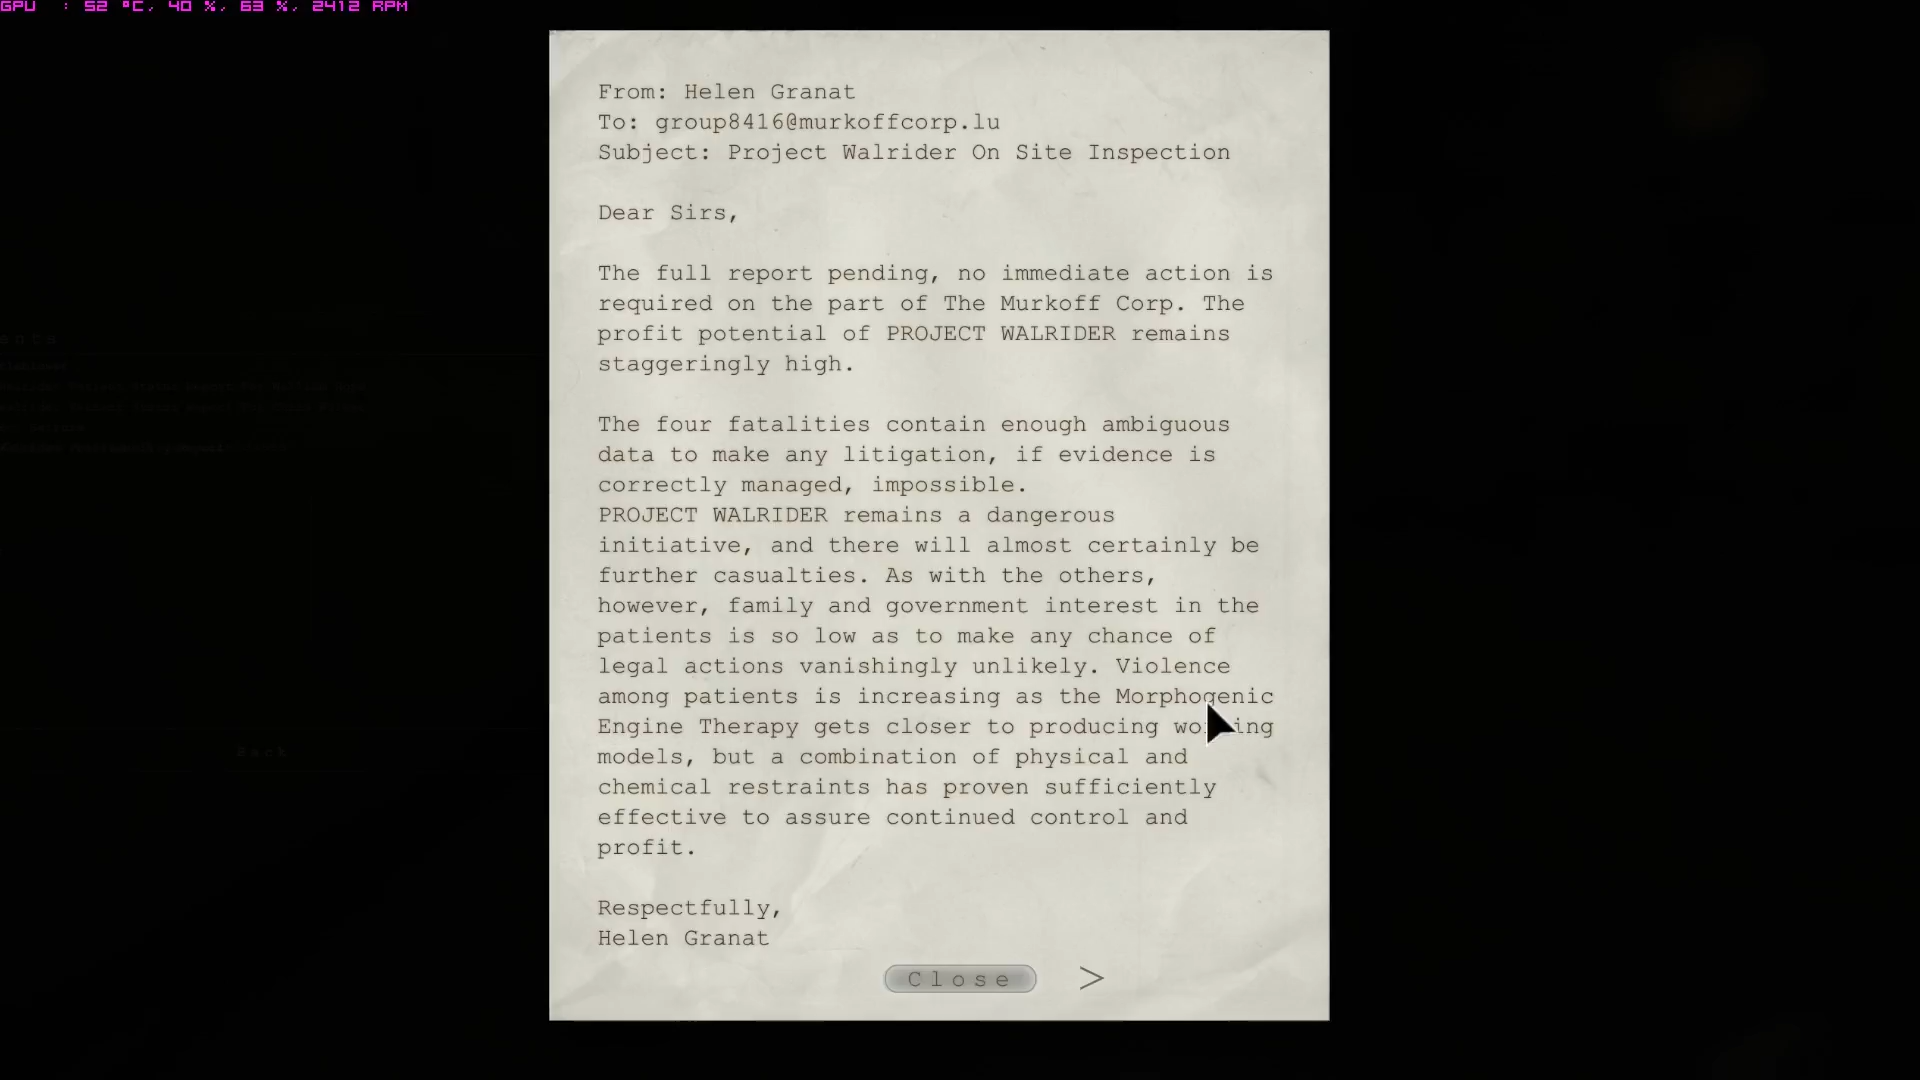 GPU : 52 °C, 40 %, 63 %, 2412 RPM
From: Helen Granat
To: group8416@murkoffcorp.lu
Subject: Project Walrider On Site Inspection
Dear Sirs,
The full report pending, no immediate action is
required on the part of The Murkoff Corp. The
profit potential of PROJECT WALRIDER remains
staggeringly high.
The four fatalities contain enough ambiguous
data to make any litigation, if evidence is
correctly managed, impossible.
PROJECT WALRIDER remains a dangerous
initiative, and there will almost certainly be
further casualties. As with the others,
however, family and government interest in the
patients is so low as to make any chance of
legal actions vanishingly unlikely. Violence
among patients is increasing as the Morphogenic
Engine Therapy gets closer to producing working
models, but a combination of physical and
chemical restraints has proven sufficiently
effective to assure continued control and
profit.
Respectfully,
Helen Granat
Close >
Back